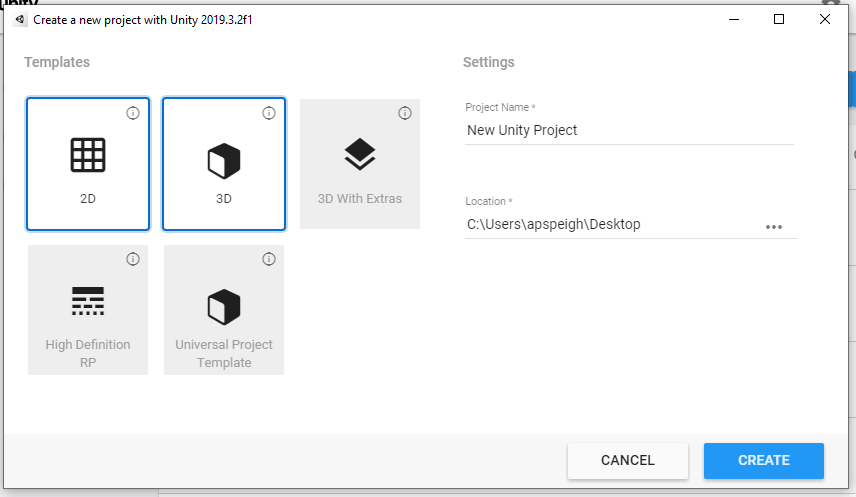 Create a new project with Unity 2019.3.2f1
Templates
2D
3D
3D With Extras
High Definition
RP
Universal Project
Template
Settings
Project Name *
New Unity Project
Location *
C:\Users\apspeigh\Desktop
CANCEL
CREATE